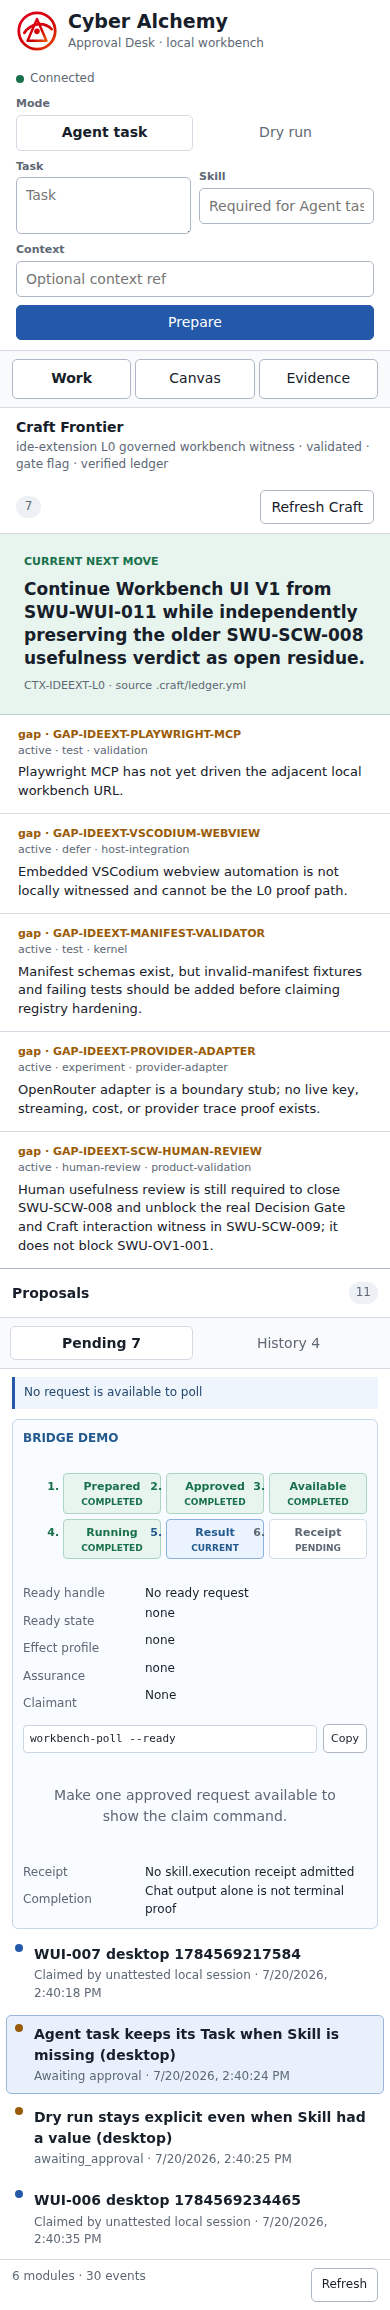 Cyber Alchemy
Approval Desk · local workbench
Connected
Mode
Agent task
Dry run
Task
Skill
Task
Required for Agent tas
Context
Optional context ref
Prepare
Work
Canvas
Evidence
Craft Frontier
ide-extension L0 governed workbench witness · validated ·
gate flag · verified ledger
7
Refresh Craft
CURRENT NEXT MOVE
Continue Workbench UI V1 from
SWU-WUI-011 while independently
preserving the older SWU-SCW-008
usefulness verdict as open residue.
CTX-IDEEXT-L0 · source .craft/ledger.yml
gap · GAP-IDEEXT-PLAYWRIGHT-MCP
active · test · validation
Playwright MCP has not yet driven the adjacent local
workbench URL.
gap · GAP-IDEEXT-VSCODIUM-WEBVIEW
active · defer · host-integration
Embedded VSCodium webview automation is not
locally witnessed and cannot be the L0 proof path.
gap · GAP-IDEEXT-MANIFEST-VALIDATOR
active · test · kernel
Manifest schemas exist, but invalid-manifest fixtures
and failing tests should be added before claiming
registry hardening.
gap · GAP-IDEEXT-PROVIDER-ADAPTER
active · experiment · provider-adapter
OpenRouter adapter is a boundary stub; no live key,
streaming, cost, or provider trace proof exists.
gap · GAP-IDEEXT-SCW-HUMAN-REVIEW
active · human-review · product-validation
Human usefulness review is still required to close
SWU-SCW-008 and unblock the real Decision Gate
and Craft interaction witness in SWU-SCW-009; it
does not block SWU-OV1-001.
Proposals
11
Pending 7
History 4
No request is available to poll
BRIDGE DEMO
1. Prepared
COMPLETED
2. Approved
COMPLETED
3. Available
COMPLETED
4. Running
COMPLETED
5. Result
CURRENT
6. Receipt
PENDING
Ready handle
No ready request
Ready state
none
Effect profile
none
Assurance
none
Claimant
None
workbench-poll --ready
Copy
Make one approved request available to
show the claim command.
Receipt
No skill.execution receipt admitted
Completion
Chat output alone is not terminal
proof
WUI-007 desktop 1784569217584
Claimed by unattested local session · 7/20/2026,
2:40:18 PM
Agent task keeps its Task when Skill is
missing (desktop)
Awaiting approval · 7/20/2026, 2:40:24 PM
Dry run stays explicit even when Skill had
a value (desktop)
awaiting_approval · 7/20/2026, 2:40:25 PM
WUI-006 desktop 1784569234465
Claimed by unattested local session · 7/20/2026,
2:40:35 PM
6 modules · 30 events
Refresh